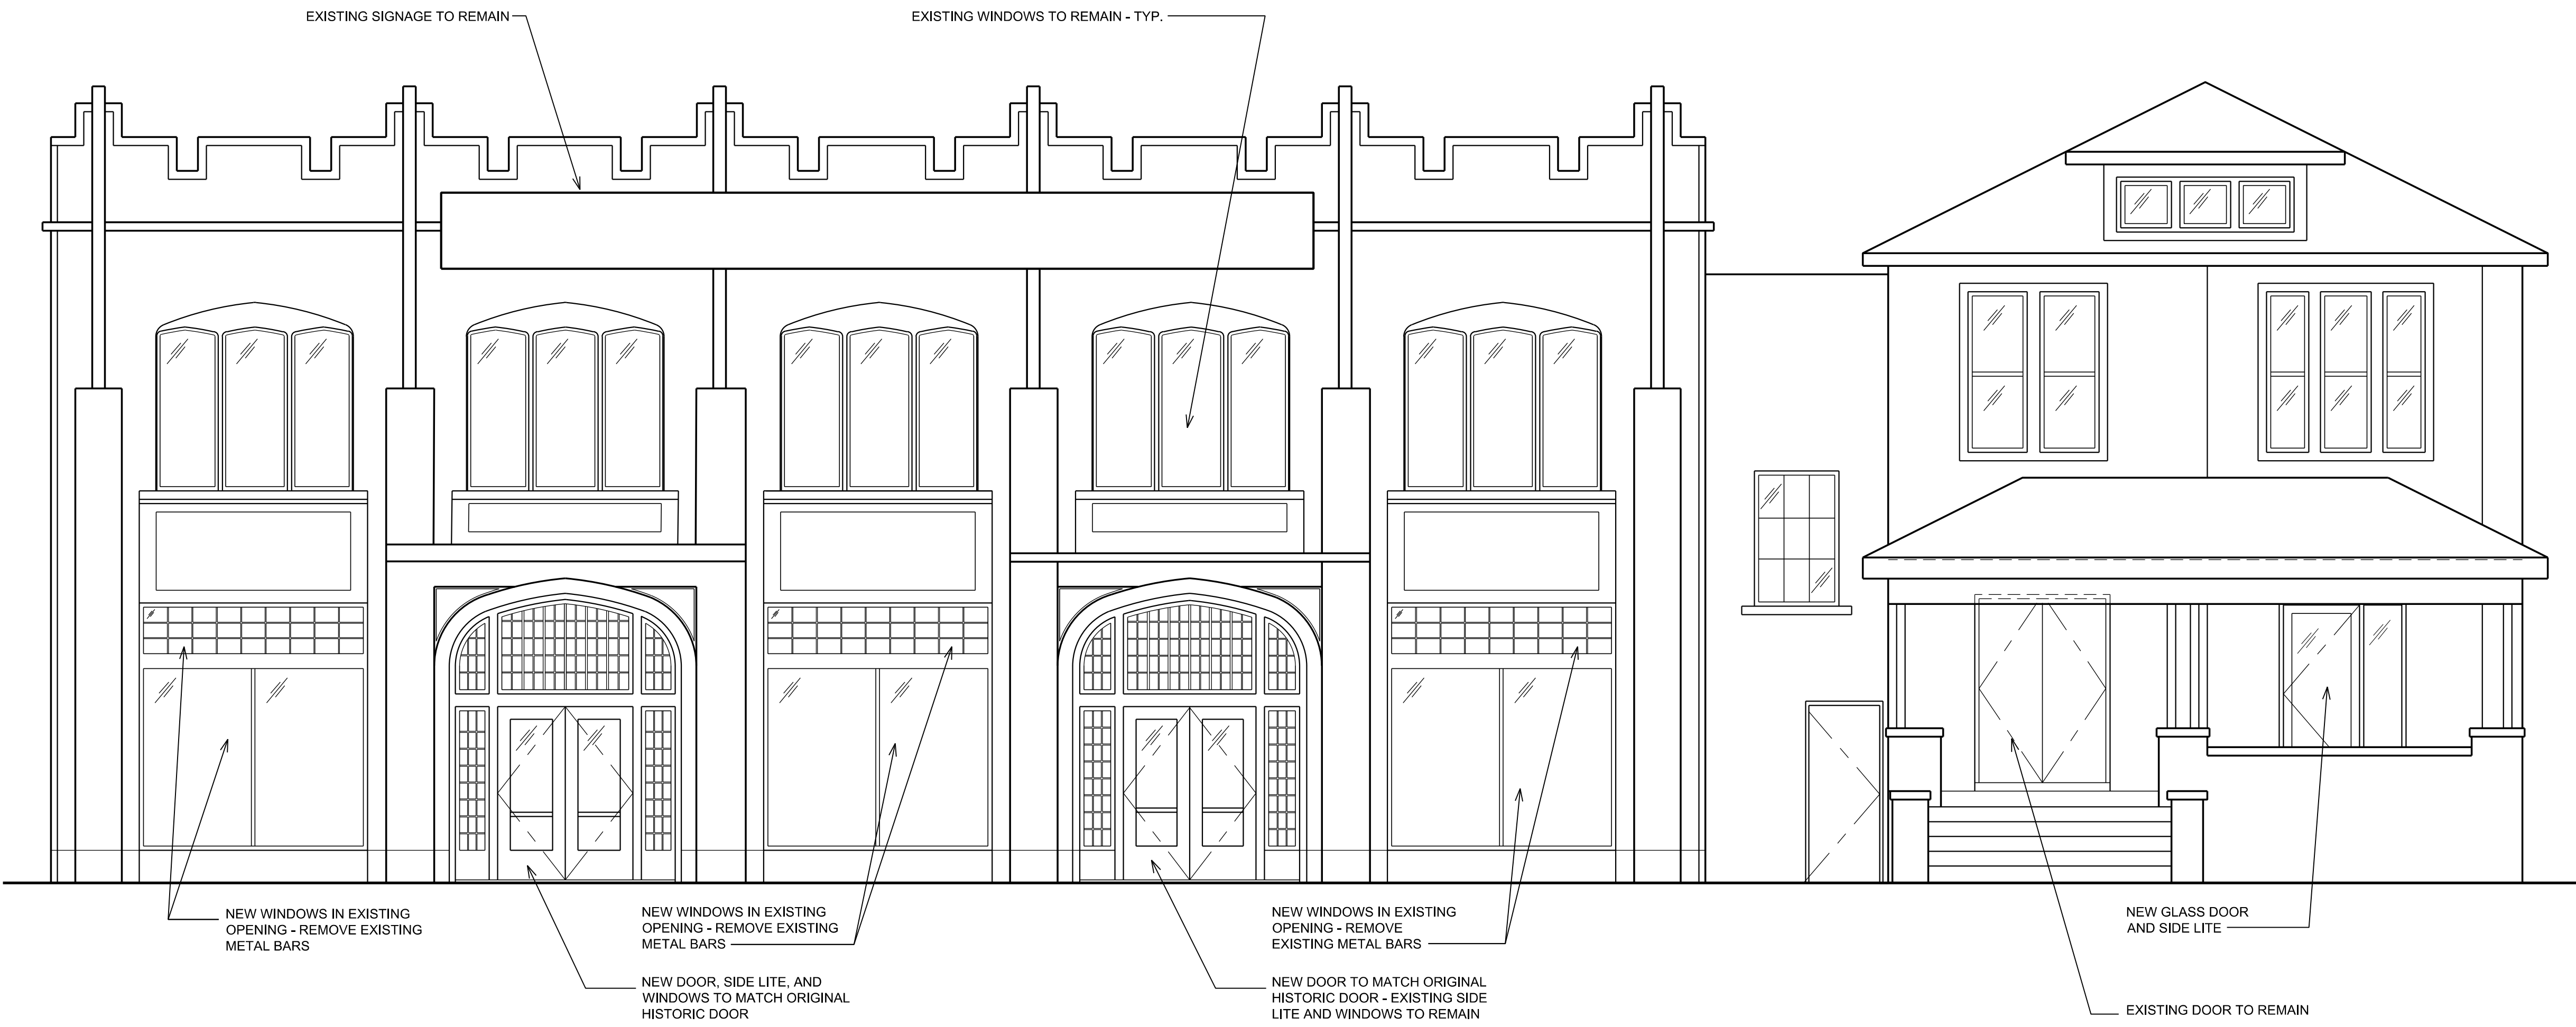 EXISTING SIGNAGE TO REMAIN
EXISTING WINDOWS TO REMAIN - TYP.
NEW WINDOWS IN EXISTING
OPENING - REMOVE EXISTING
METAL BARS
NEW WINDOWS IN EXISTING
OPENING - REMOVE EXISTING
METAL BARS
NEW WINDOWS IN EXISTING
OPENING - REMOVE
EXISTING METAL BARS
NEW GLASS DOOR
AND SIDE LITE
NEW DOOR, SIDE LITE, AND
WINDOWS TO MATCH ORIGINAL
HISTORIC DOOR
NEW DOOR TO MATCH ORIGINAL
HISTORIC DOOR - EXISTING SIDE
LITE AND WINDOWS TO REMAIN
EXISTING DOOR TO REMAIN